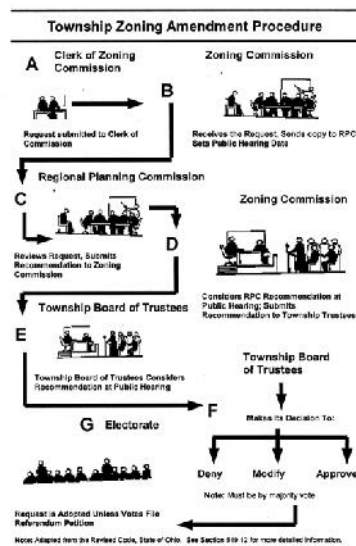 Township Zoning Amendment Procedure
A
Clerk of Zoning
Commission
Zoning Commission
B
Request submitted to Clerk of
Commission
Receives the Request, Sends copy to RPC
Sets Public Hearing Date
Regional Planning Commission
C
Zoning Commission
D
Reviews Request, Submits
Recommendation to Zoning
Commission
Considers RPC Recommendation at
Public Hearing; Submits
Recommendation to Township Trustees
Township Board of Trustees
E
Township Board of Trustees Considers
Recommendation at Public Hearing
Township Board
of Trustees
F
Makes its Decision To:
G Electorate
Deny Modify Approve
Note: Must be by majority vote
Request is Adopted Unless Votes File
Referendum Petition
Note: Adapted from the Revised Code, State of Ohio. See Section 519.12 for more detailed information.